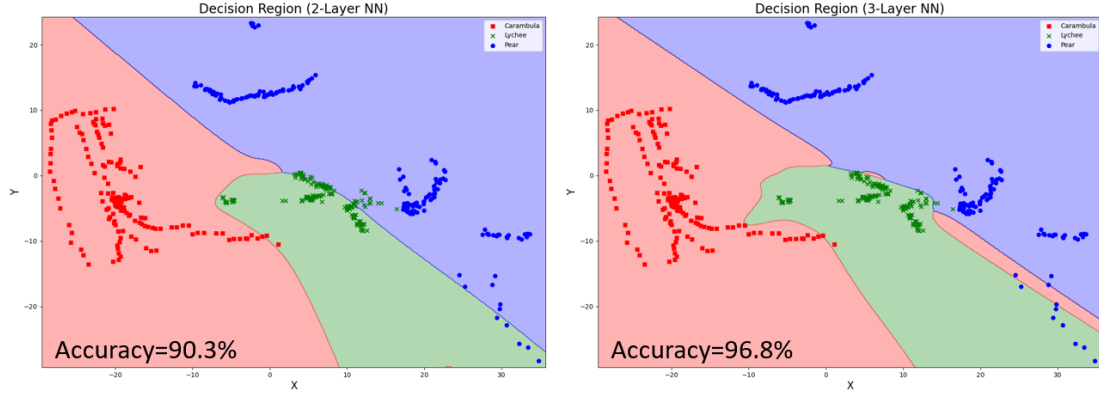 Decision Region (2-Layer NN)
Carambula
Lychee
Pear
20
10
0
−10
−20
Y
−20
−10
0
10
20
30
X
Accuracy=90.3%
Decision Region (3-Layer NN)
Carambula
Lychee
Pear
20
10
0
−10
−20
Y
−20
−10
0
10
20
30
X
Accuracy=96.8%